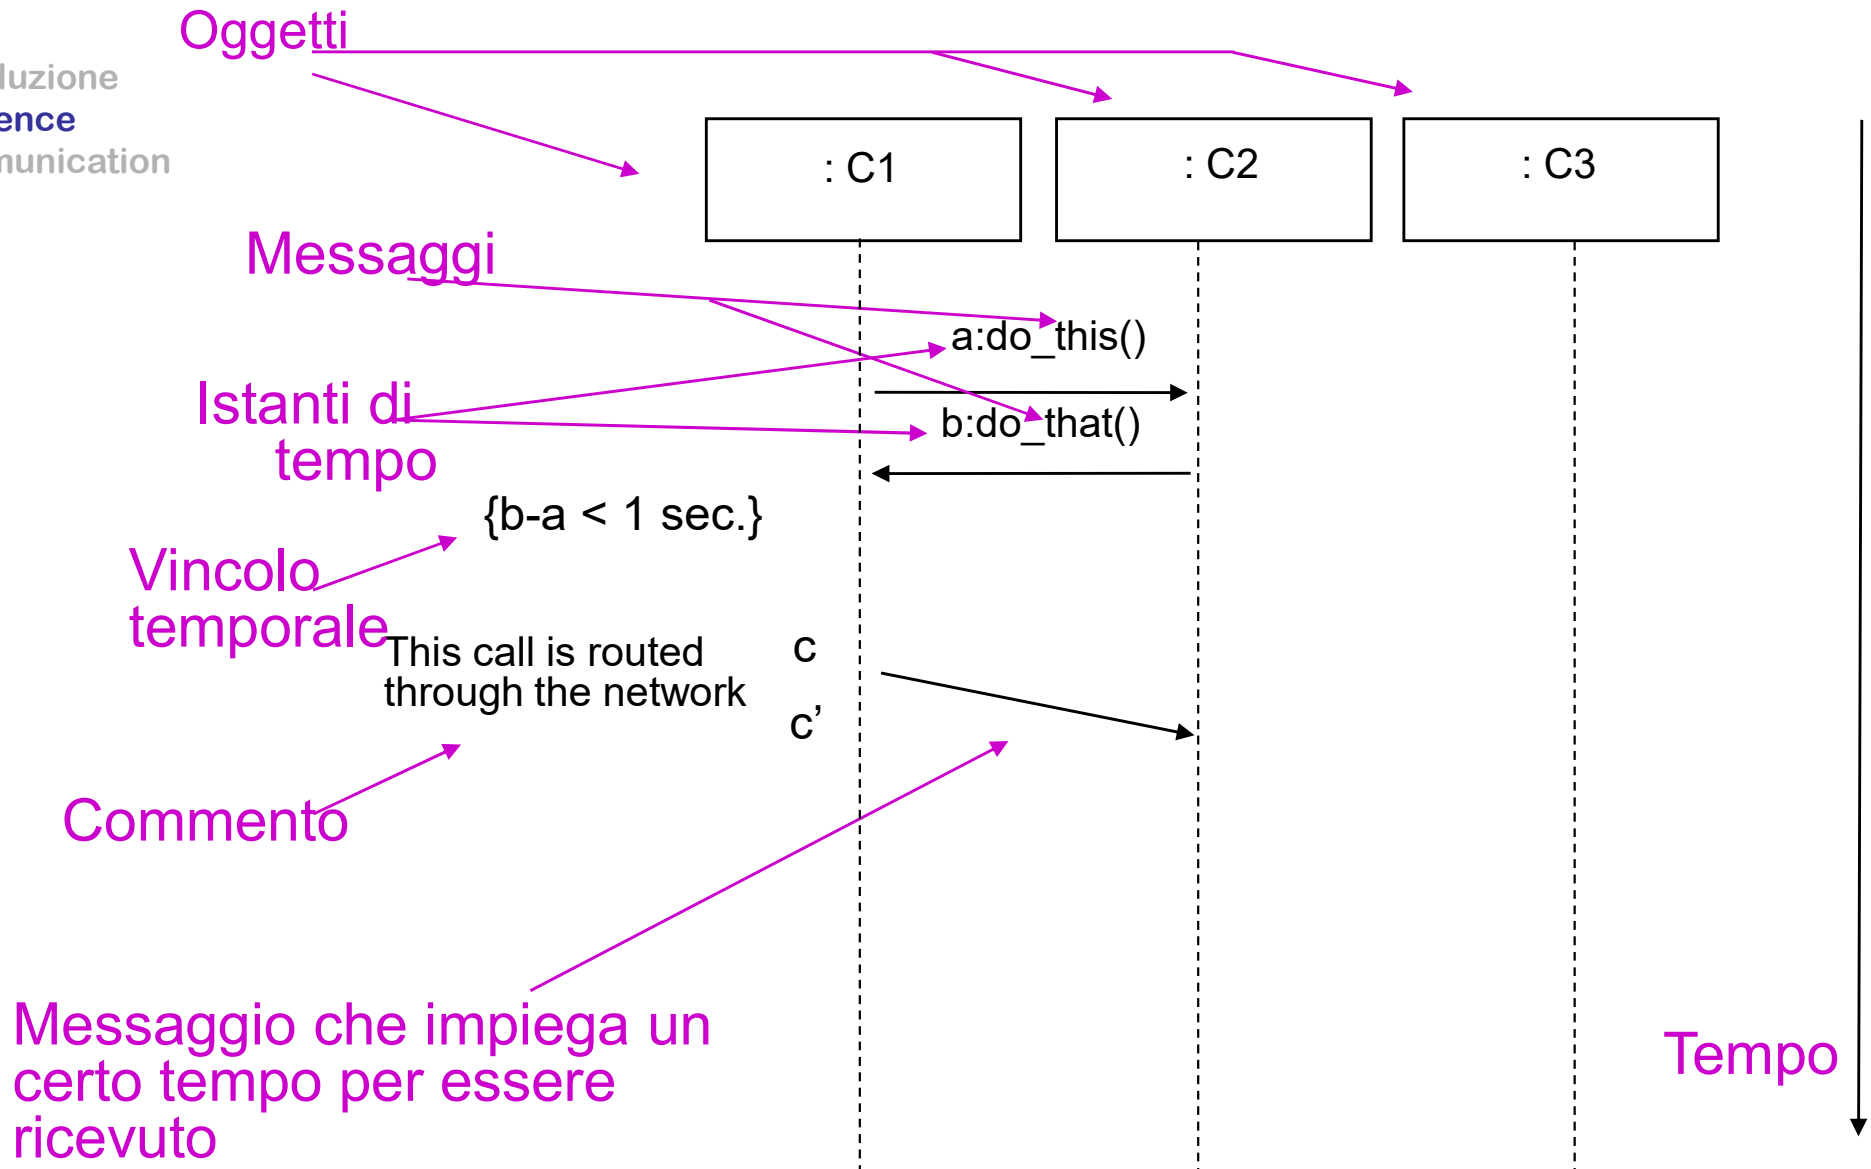 Oggetti
luzione
ence
munication
: C1
: C2
: C3
Messaggi
a:do_this()
Istanti di
tempo
b:do_that()
{b-a < 1 sec.}
Vincolo
temporale
This call is routed
through the network
c
c’
Commento
Messaggio che impiega un
certo tempo per essere
ricevuto
Tempo